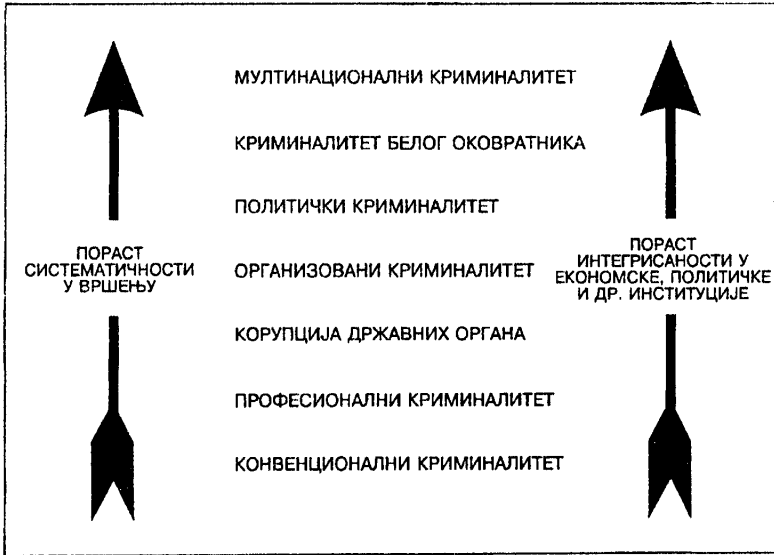 МУЛТИНАЦИОНАЛНИ КРИМИНАЛИТЕТ
КРИМИНАЛИТЕТ БЕЛОГ ОКОВРАТНИКА
ПОЛИТИЧКИ КРИМИНАЛИТЕТ
ПОРАСТ
СИСТЕМАТИЧНОСТИ
У ВРШЕЊУ
ОРГАНИЗОВАНИ КРИМИНАЛИТЕТ
ПОРАСТ
ИНТЕГРИСАНОСТИ У
ЕКОНОМСКЕ, ПОЛИТИЧКЕ
И ДР. ИНСТИТУЦИЈЕ
КОРУПЦИЈА ДРЖАВНИХ ОРГАНА
ПРОФЕСИОНАЛНИ КРИМИНАЛИТЕТ
КОНВЕНЦИОНАЛНИ КРИМИНАЛИТЕТ